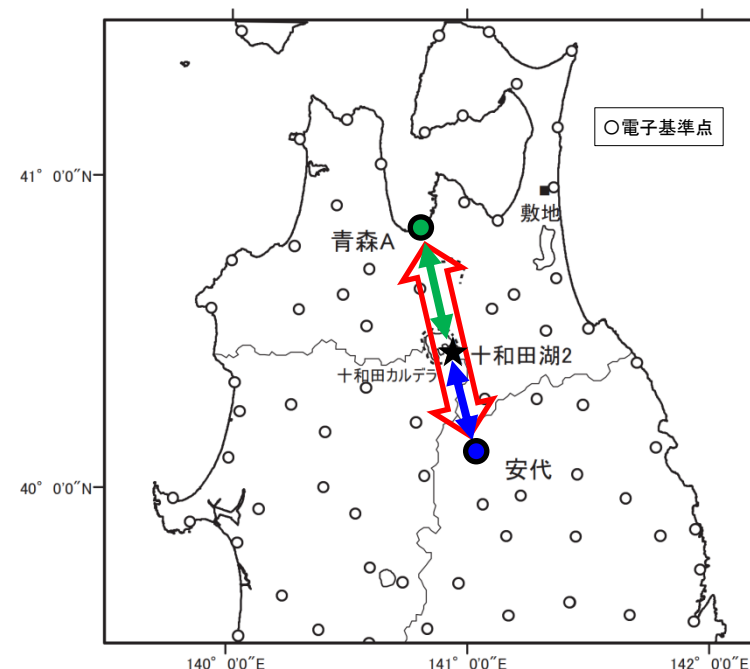 ○電子基準点
41° 0'0"N
敷地
青森A
十和田湖2
十和田カルデラ
安代
40° 0'0"N
140° 0'0"E
141° 0'0"E
142° 0'0"E